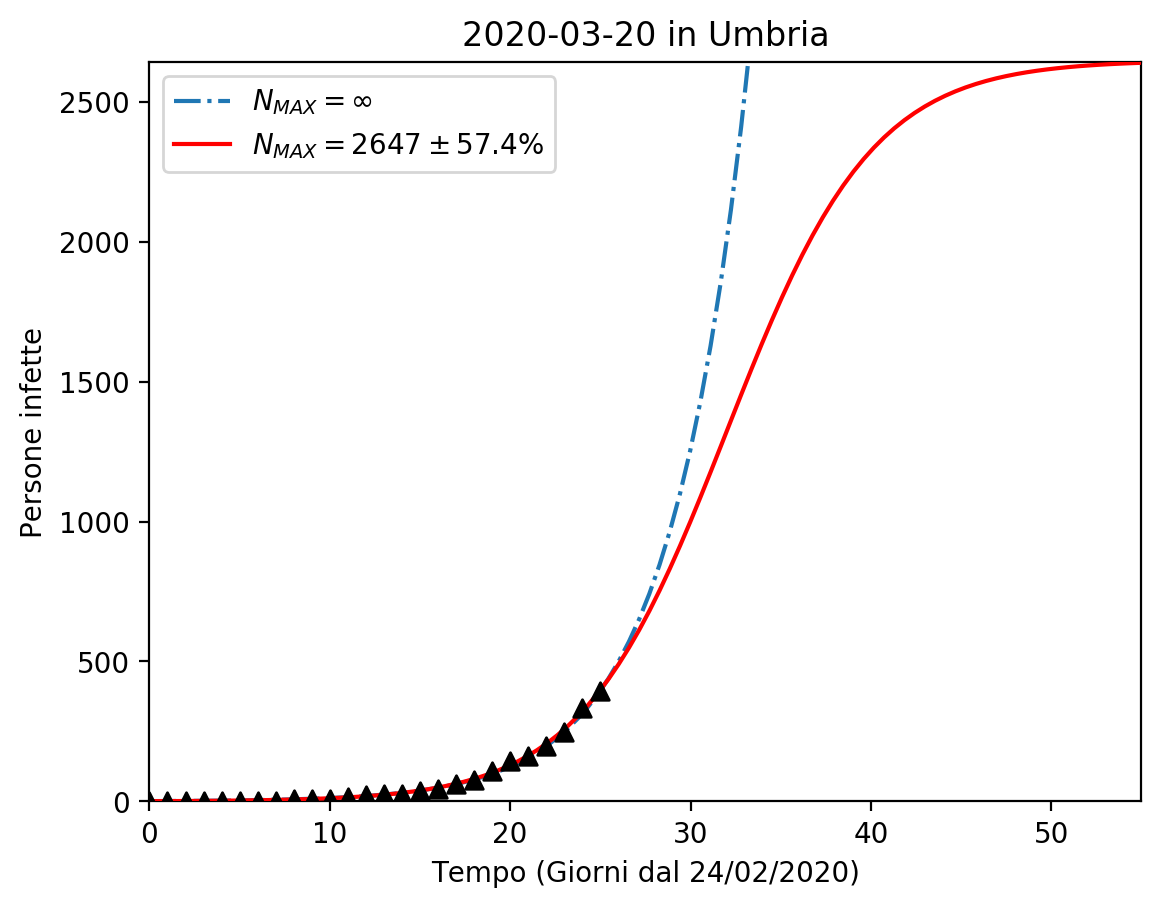 2020-03-20 in Umbria
N_MAX = ∞
N_MAX = 2647 ± 57.4%
2500
2000
1500
1000
500
0
Persone infette
0 10 20 30 40 50
Tempo (Giorni dal 24/02/2020)